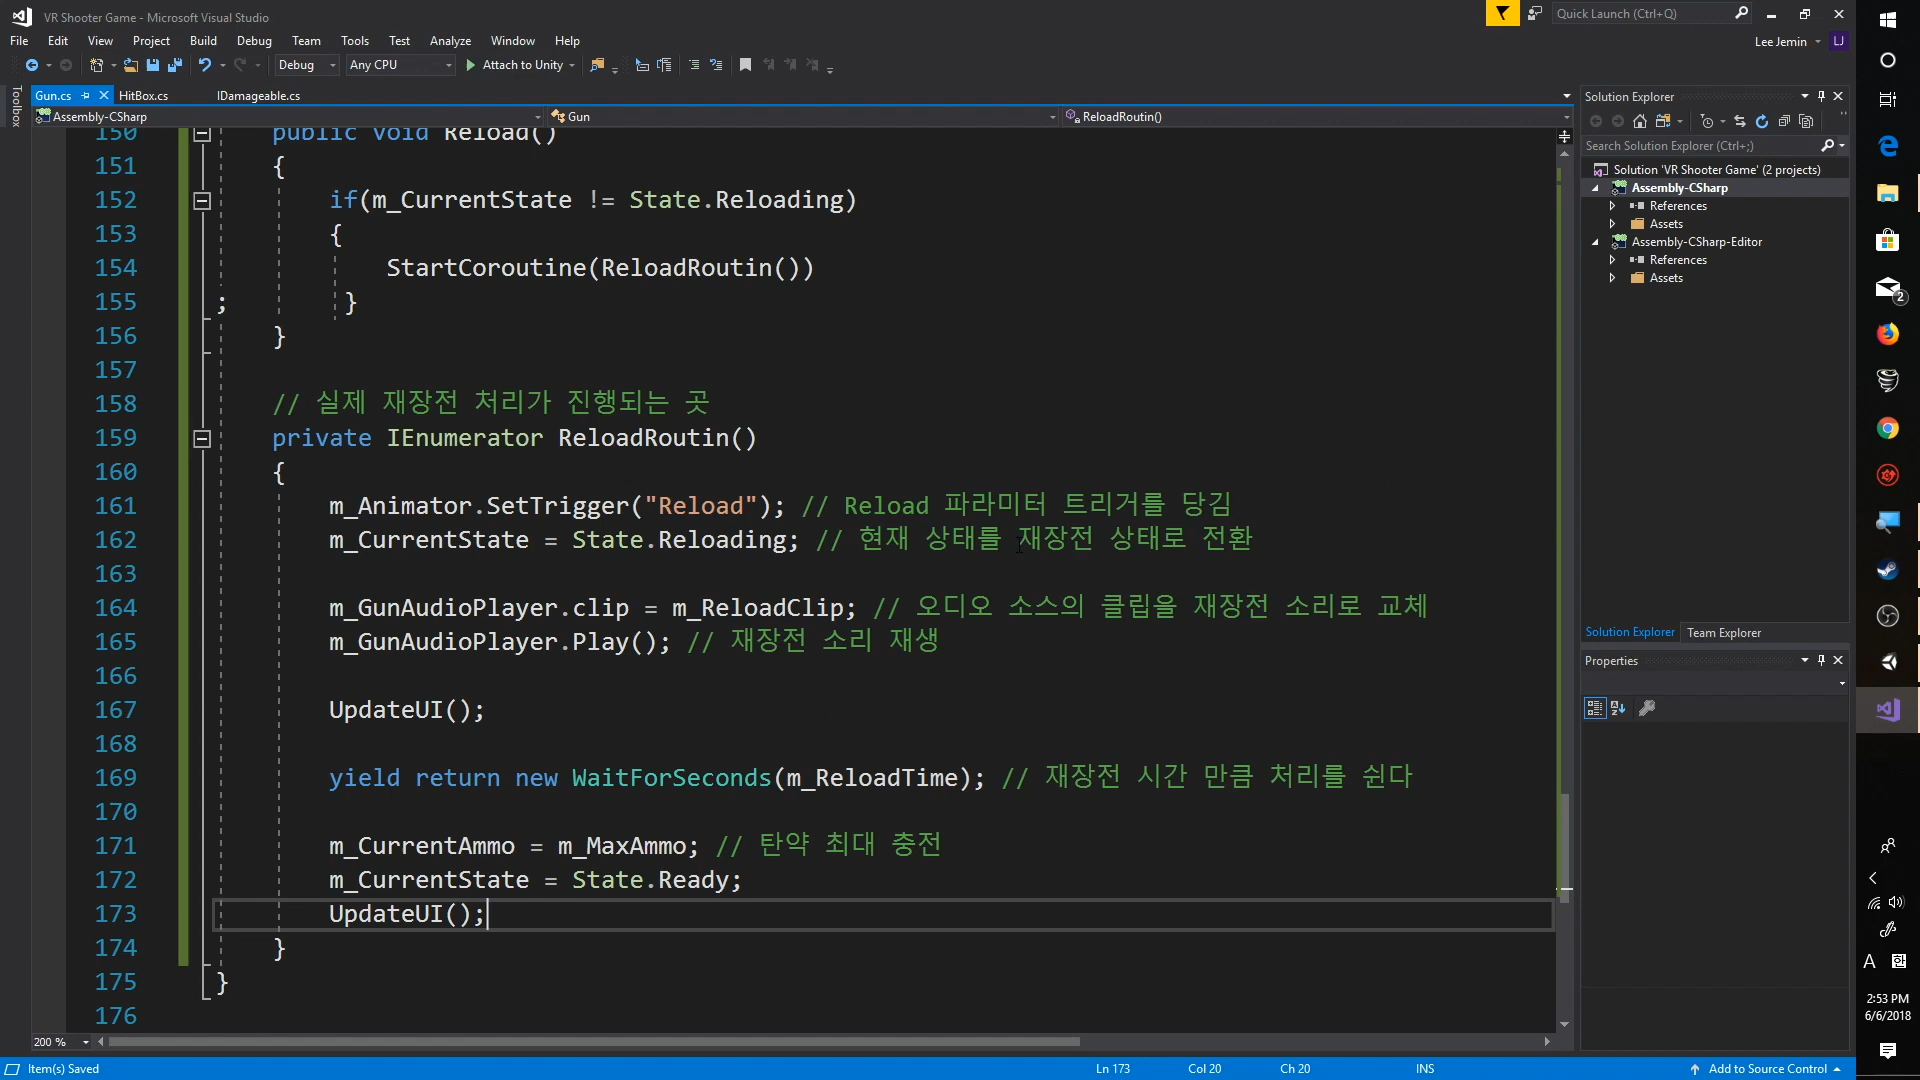 VR Shooter Game - Microsoft Visual Studio
Quick Launch (Ctrl+Q)
File Edit View Project Build Debug Team Tools Test Analyze Window Help
Lee Jemin LJ
Debug Any CPU Attach to Unity
Toolbox
Gun.cs HitBox.cs IDamageable.cs
Assembly-CSharp Gun ReloadRoutin()
150 public void Reload()
151 {
152 if(m_CurrentState != State.Reloading)
153 {
154 StartCoroutine(ReloadRoutin())
155 ; }
156 }
157
158 // 실제 재장전 처리가 진행되는 곳
159 private IEnumerator ReloadRoutin()
160 {
161 m_Animator.SetTrigger("Reload"); // Reload 파라미터 트리거를 당김
162 m_CurrentState = State.Reloading; // 현재 상태를 재장전 상태로 전환
163
164 m_GunAudioPlayer.clip = m_ReloadClip; // 오디오 소스의 클립을 재장전 소리로 교체
165 m_GunAudioPlayer.Play(); // 재장전 소리 재생
166
167 UpdateUI();
168
169 yield return new WaitForSeconds(m_ReloadTime); // 재장전 시간 만큼 처리를 쉰다
170
171 m_CurrentAmmo = m_MaxAmmo; // 탄약 최대 충전
172 m_CurrentState = State.Ready;
173 UpdateUI();
174 }
175 }
176
200 %
Item(s) Saved
Ln 173 Col 20 Ch 20 INS
Add to Source Control
Solution Explorer
Search Solution Explorer (Ctrl+;)
Solution 'VR Shooter Game' (2 projects)
Assembly-CSharp
References
Assets
Assembly-CSharp-Editor
References
Assets
Solution Explorer Team Explorer
Properties
2
A 한
2:53 PM
6/6/2018